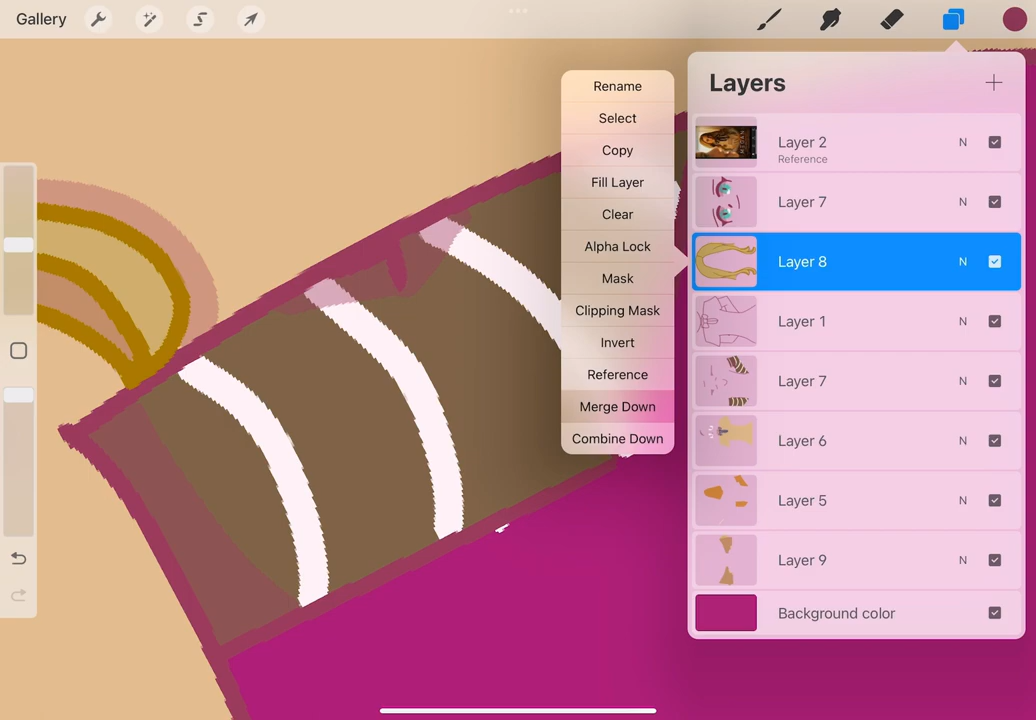 Gallery
Layers
Rename
Select
Copy
Fill Layer
Clear
Alpha Lock
Mask
Clipping Mask
Invert
Reference
Merge Down
Combine Down
Layer 2 N
Reference
Layer 7 N
Layer 8 N
Layer 1 N
Layer 7 N
Layer 6 N
Layer 5 N
Layer 9 N
Background color